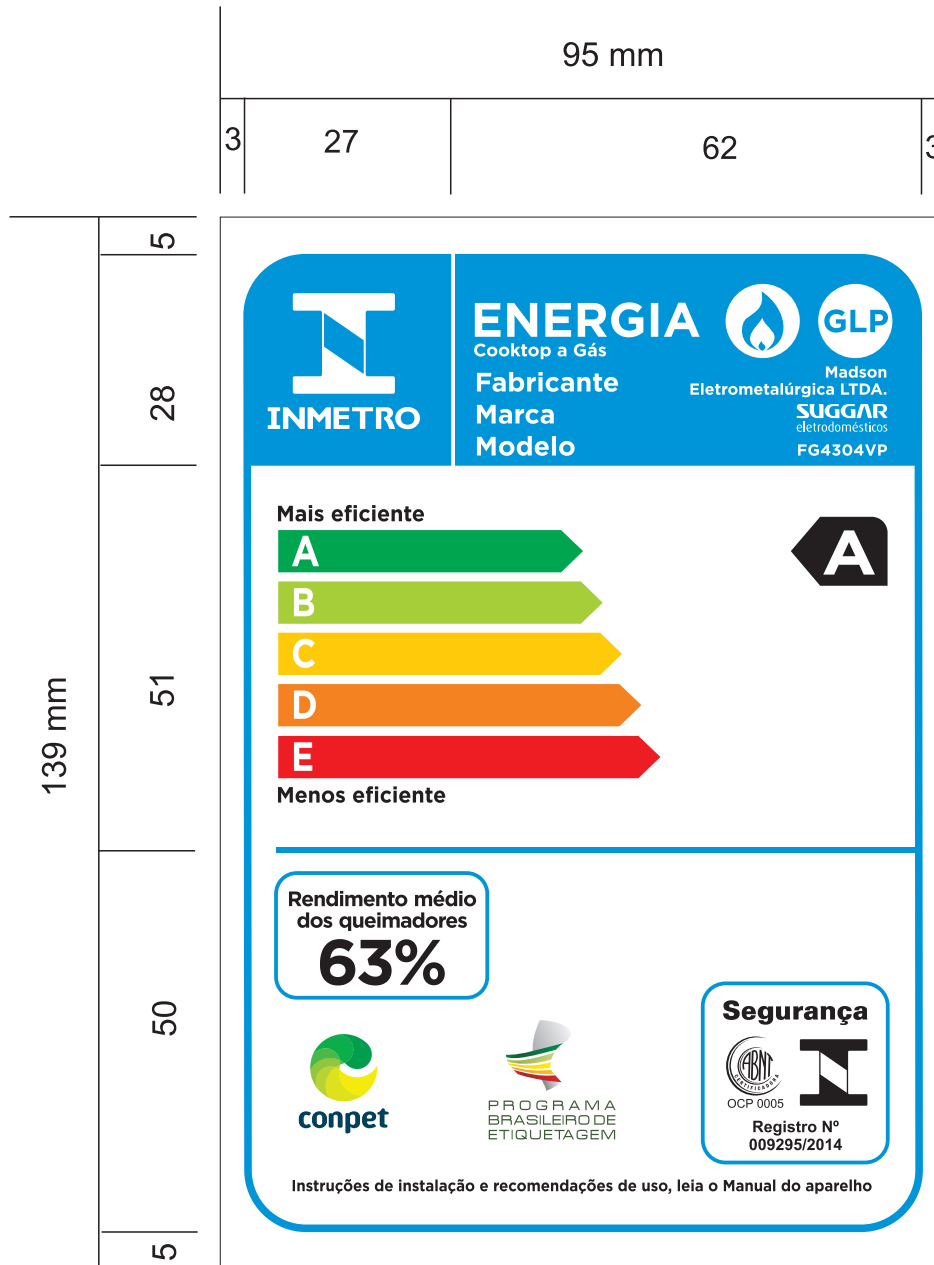 95 mm
3 27 62 3
139 mm
5
28
51
50
5
INMETRO
ENERGIA
Cooktop a Gás
GLP
Fabricante
Madson
Eletrometalúrgica LTDA.
Marca
SUGGAR
eletrodomésticos
Modelo
FG4304VP
Mais eficiente
A
A
B
C
D
E
Menos eficiente
Rendimento médio
dos queimadores
63%
conpet
PROGRAMA
BRASILEIRO DE
ETIQUETAGEM
Segurança
ABNT
CERTIFICADORA
OCP 0005
Registro Nº
009295/2014
Instruções de instalação e recomendações de uso, leia o Manual do aparelho